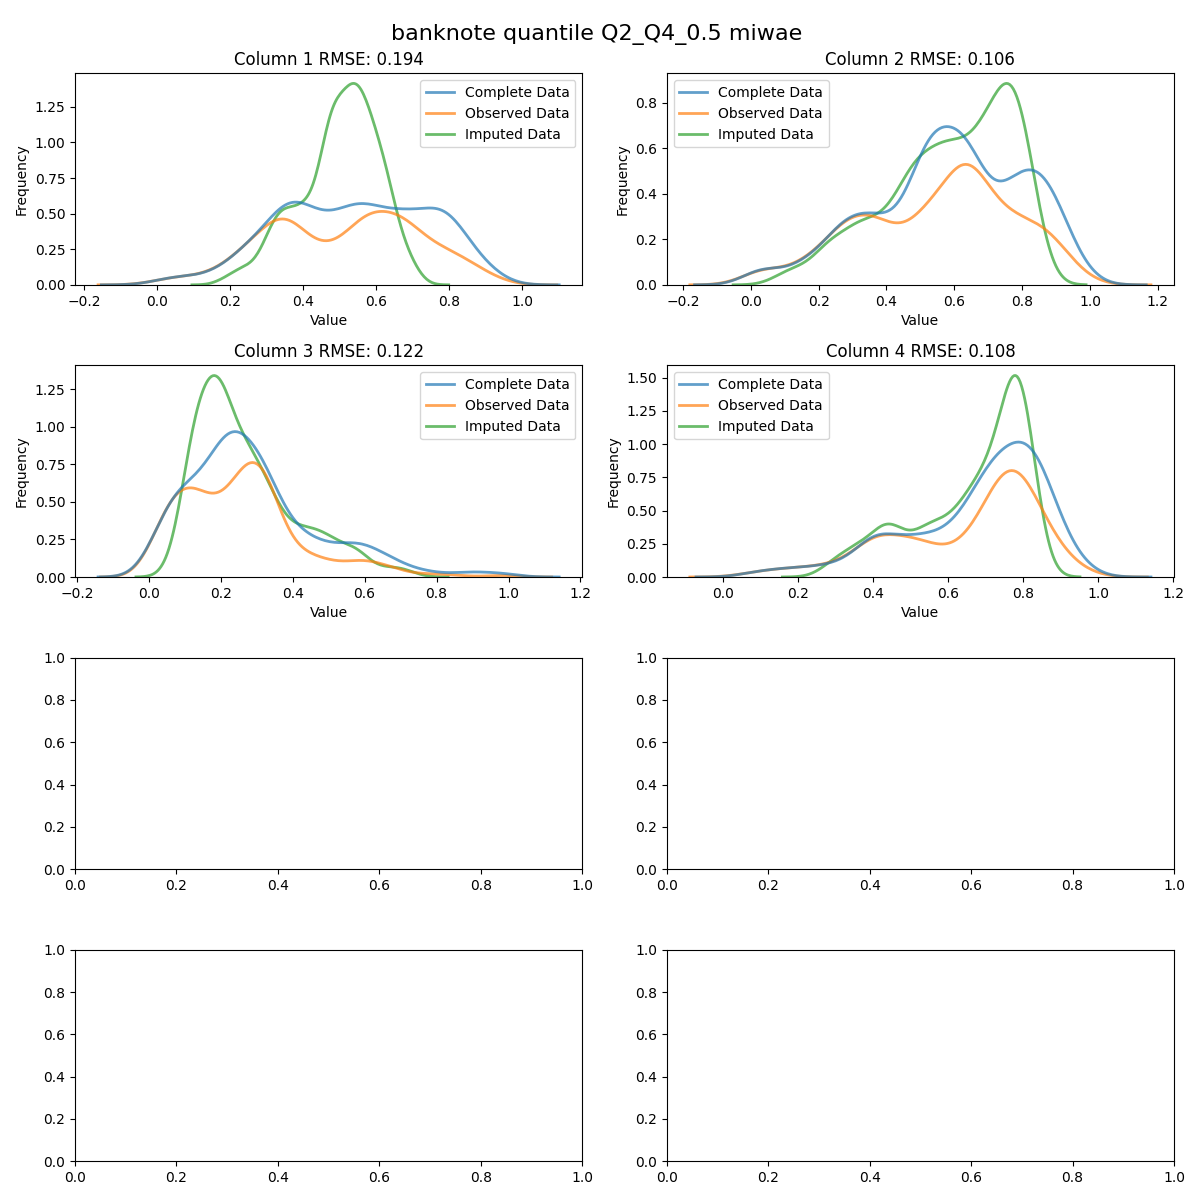 banknote quantile Q2_Q4_0.5 miwae
Column 1 RMSE: 0.194
Frequency
1.25
1.00
0.75
0.50
0.25
0.00
Complete Data
Observed Data
Imputed Data
−0.2 0.0 0.2 0.4 0.6 0.8 1.0
Value
Column 2 RMSE: 0.106
Frequency
0.8
0.6
0.4
0.2
0.0
Complete Data
Observed Data
Imputed Data
−0.2 0.0 0.2 0.4 0.6 0.8 1.0 1.2
Value
Column 3 RMSE: 0.122
Frequency
1.25
1.00
0.75
0.50
0.25
0.00
Complete Data
Observed Data
Imputed Data
−0.2 0.0 0.2 0.4 0.6 0.8 1.0 1.2
Value
Column 4 RMSE: 0.108
Frequency
1.50
1.25
1.00
0.75
0.50
0.25
0.00
Complete Data
Observed Data
Imputed Data
0.0 0.2 0.4 0.6 0.8 1.0 1.2
Value
1.0
0.8
0.6
0.4
0.2
0.0
0.0 0.2 0.4 0.6 0.8 1.0
1.0
0.8
0.6
0.4
0.2
0.0
0.0 0.2 0.4 0.6 0.8 1.0
1.0
0.8
0.6
0.4
0.2
0.0
0.0 0.2 0.4 0.6 0.8 1.0
1.0
0.8
0.6
0.4
0.2
0.0
0.0 0.2 0.4 0.6 0.8 1.0